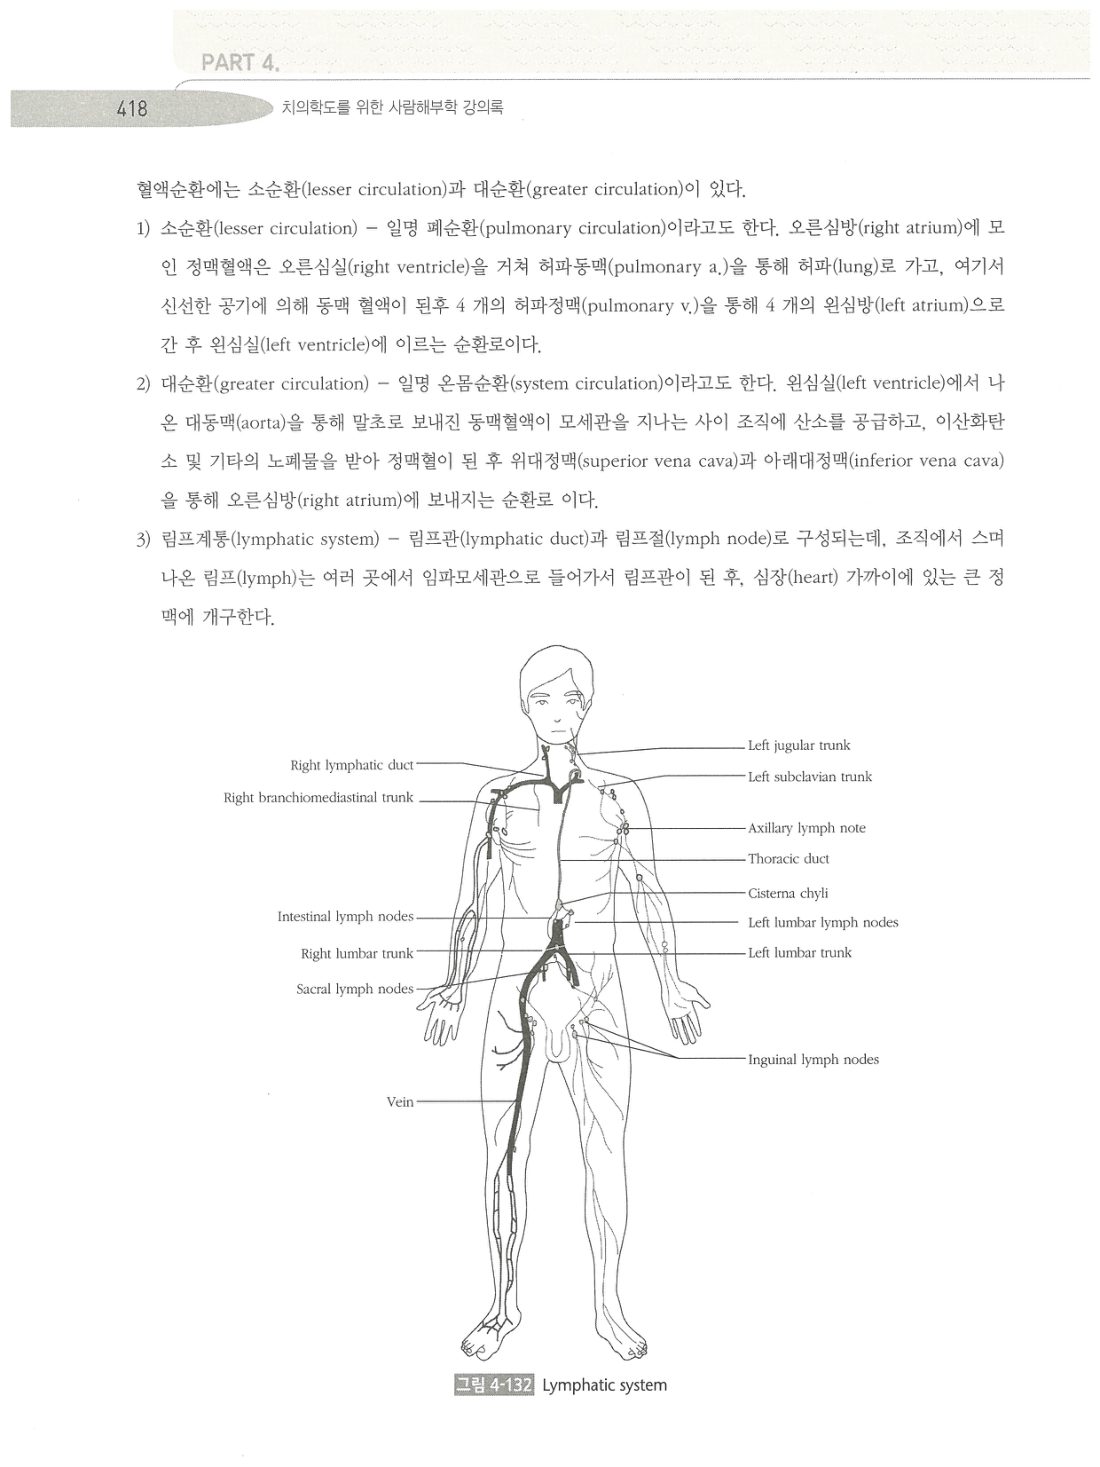 PART 4.
418
치의학도를 위한 사람해부학 강의록
혈액순환에는 소순환(lesser circulation)과 대순환(greater circulation)이 있다.
1) 소순환(lesser circulation) – 일명 폐순환(pulmonary circulation)이라고도 한다. 오른심방(right atrium)에 모
인 정맥혈액은 오른심실(right ventricle)을 거쳐 허파동맥(pulmonary a.)을 통해 허파(lung)로 가고, 여기서
신선한 공기에 의해 동맥 혈액이 된후 4 개의 허파정맥(pulmonary v.)을 통해 4 개의 왼심방(left atrium)으로
간 후 왼심실(left ventricle)에 이르는 순환로이다.
2) 대순환(greater circulation) – 일명 온몸순환(system circulation)이라고도 한다. 왼심실(left ventricle)에서 나
온 대동맥(aorta)을 통해 말초로 보내진 동맥혈액이 모세관을 지나는 사이 조직에 산소를 공급하고, 이산화탄
소 및 기타의 노폐물을 받아 정맥혈이 된 후 위대정맥(superior vena cava)과 아래대정맥(inferior vena cava)
을 통해 오른심방(right atrium)에 보내지는 순환로 이다.
3) 림프계통(lymphatic system) – 림프관(lymphatic duct)과 림프절(lymph node)로 구성되는데, 조직에서 스며
나온 림프(lymph)는 여러 곳에서 임파모세관으로 들어가서 림프관이 된 후, 심장(heart) 가까이에 있는 큰 정
맥에 개구한다.
Right lymphatic duct
Right branchiomediastinal trunk
Intestinal lymph nodes
Right lumbar trunk
Sacral lymph nodes
Vein
Left jugular trunk
Left subclavian trunk
Axillary lymph note
Thoracic duct
Cisterna chyli
Left lumbar lymph nodes
Left lumbar trunk
Inguinal lymph nodes
그림 4-132 Lymphatic system